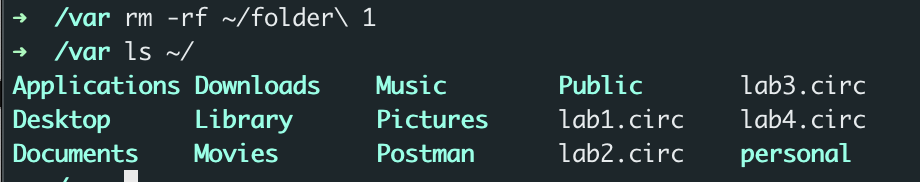 ➜ /var rm -rf ~/folder\ 1
➜ /var ls ~/
Applications Downloads Music Public lab3.circ
Desktop Library Pictures lab1.circ lab4.circ
Documents Movies Postman lab2.circ personal